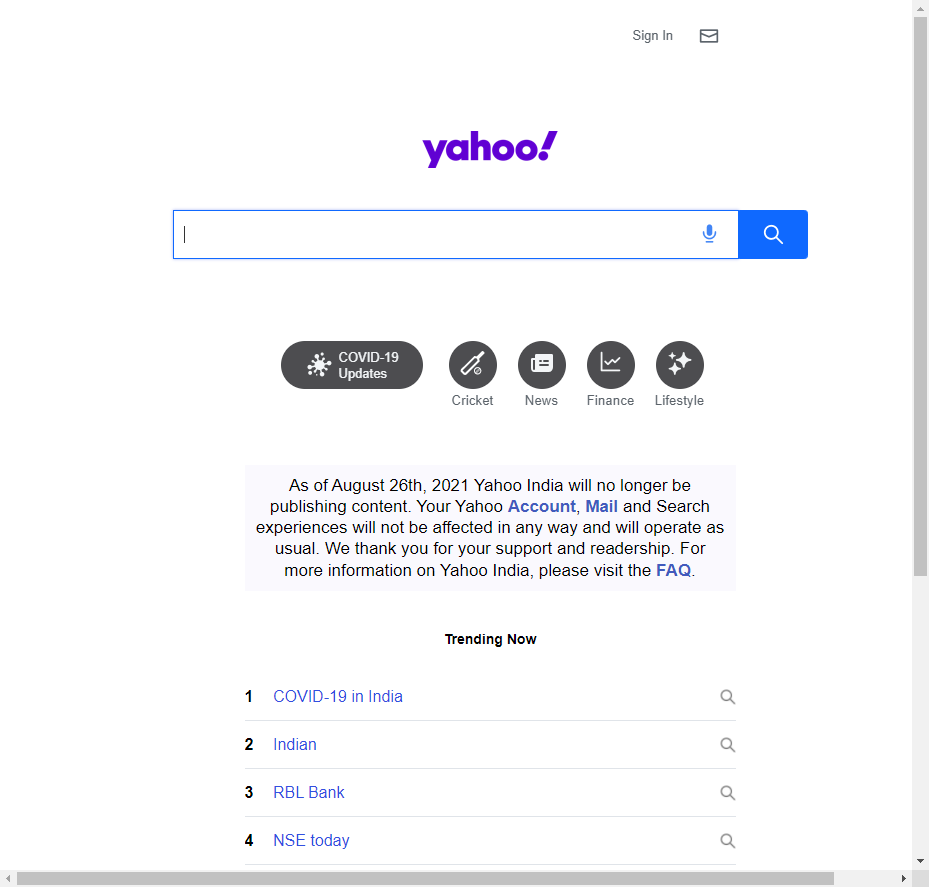 Sign In
yahoo!
COVID-19
Updates
Cricket
News
Finance
Lifestyle
As of August 26th, 2021 Yahoo India will no longer be
publishing content. Your Yahoo Account, Mail and Search
experiences will not be affected in any way and will operate as
usual. We thank you for your support and readership. For
more information on Yahoo India, please visit the FAQ.
Trending Now
1 COVID-19 in India
2 Indian
3 RBL Bank
4 NSE today